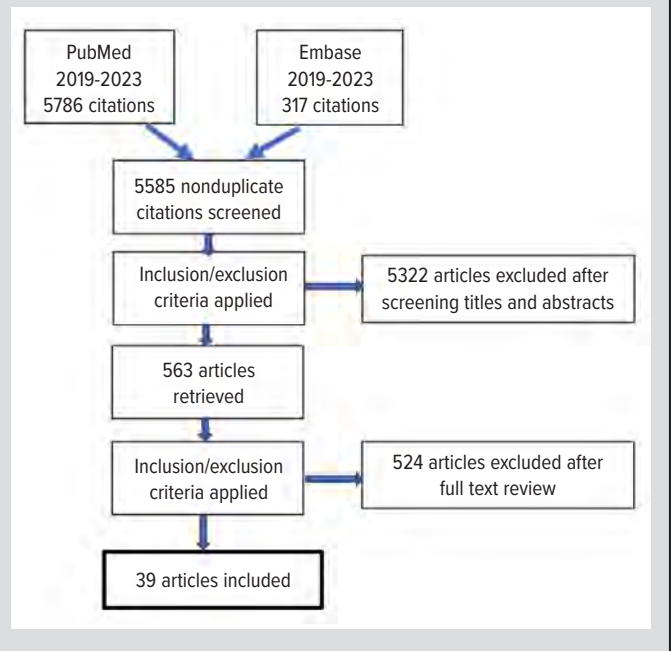 PubMed
2019-2023
5786 citations
Embase
2019-2023
317 citations
5585 nonduplicate
citations screened
Inclusion/exclusion
criteria applied
5322 articles excluded after
screening titles and abstracts
563 articles
retrieved
Inclusion/exclusion
criteria applied
524 articles excluded after
full text review
39 articles included